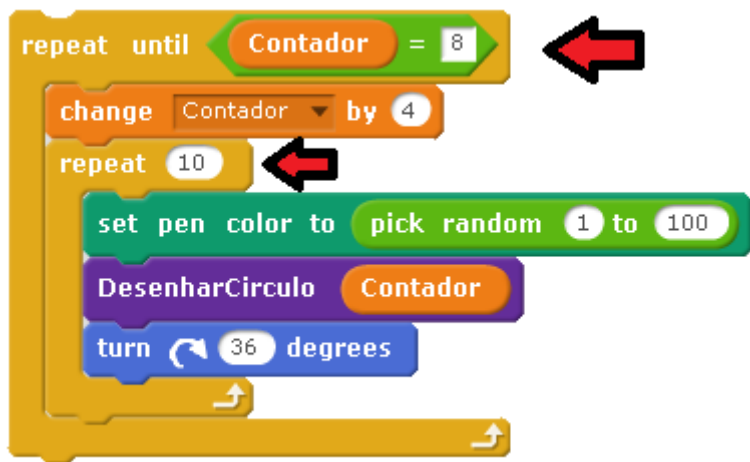 repeat until Contador = 8
change Contador by 4
repeat 10
set pen color to pick random 1 to 100
DesenharCirculo Contador
turn 36 degrees